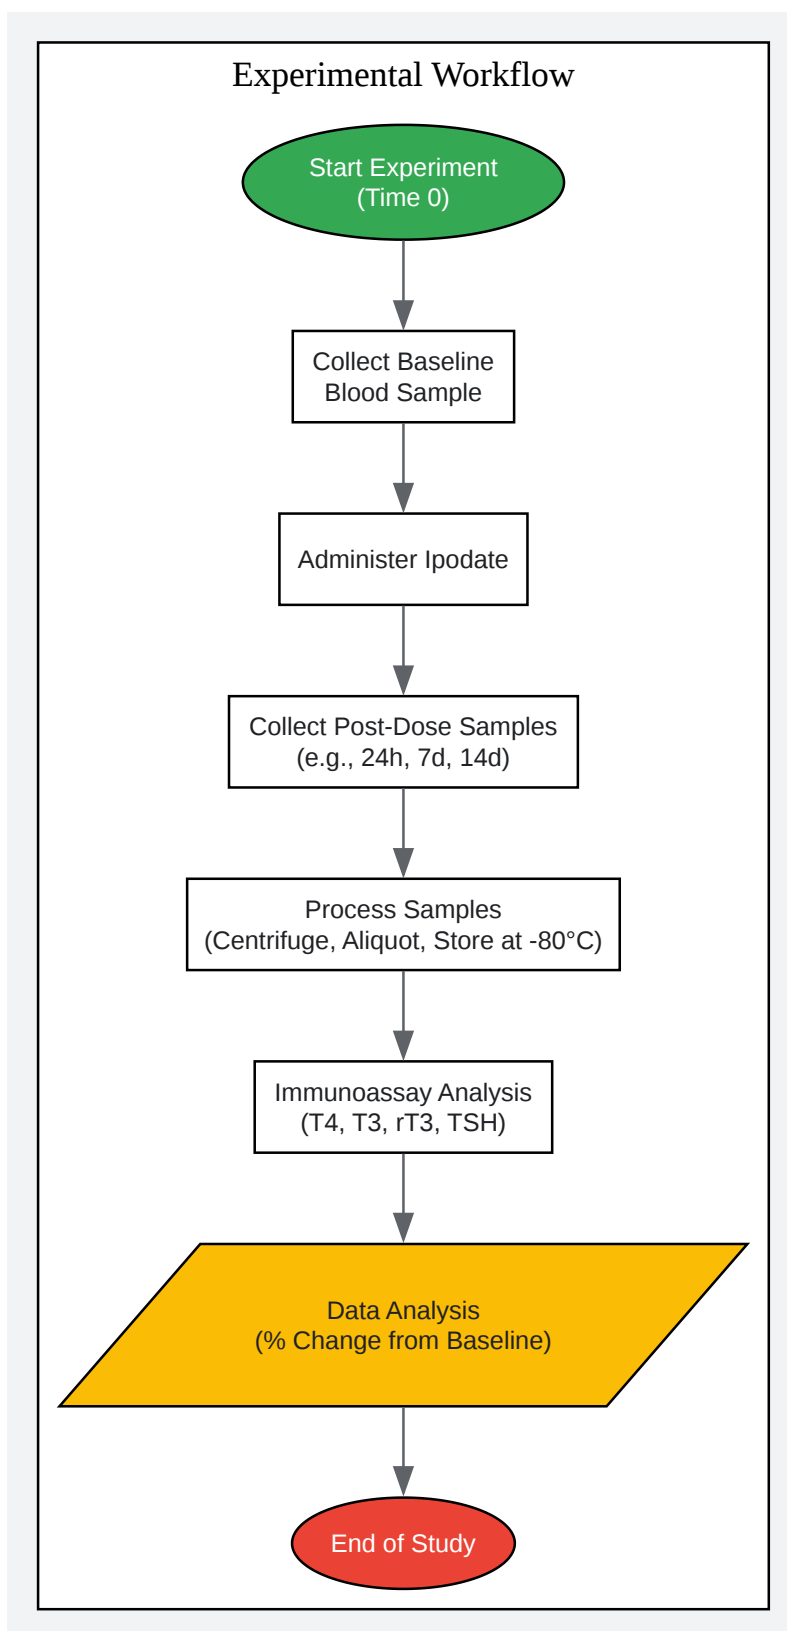 Experimental Workflow
Start Experiment
(Time 0)
Collect Baseline
Blood Sample
Administer Ipodate
Collect Post-Dose Samples
(e.g., 24h, 7d, 14d)
Process Samples
(Centrifuge, Aliquot, Store at -80°C)
Immunoassay Analysis
(T4, T3, rT3, TSH)
Data Analysis
(% Change from Baseline)
End of Study